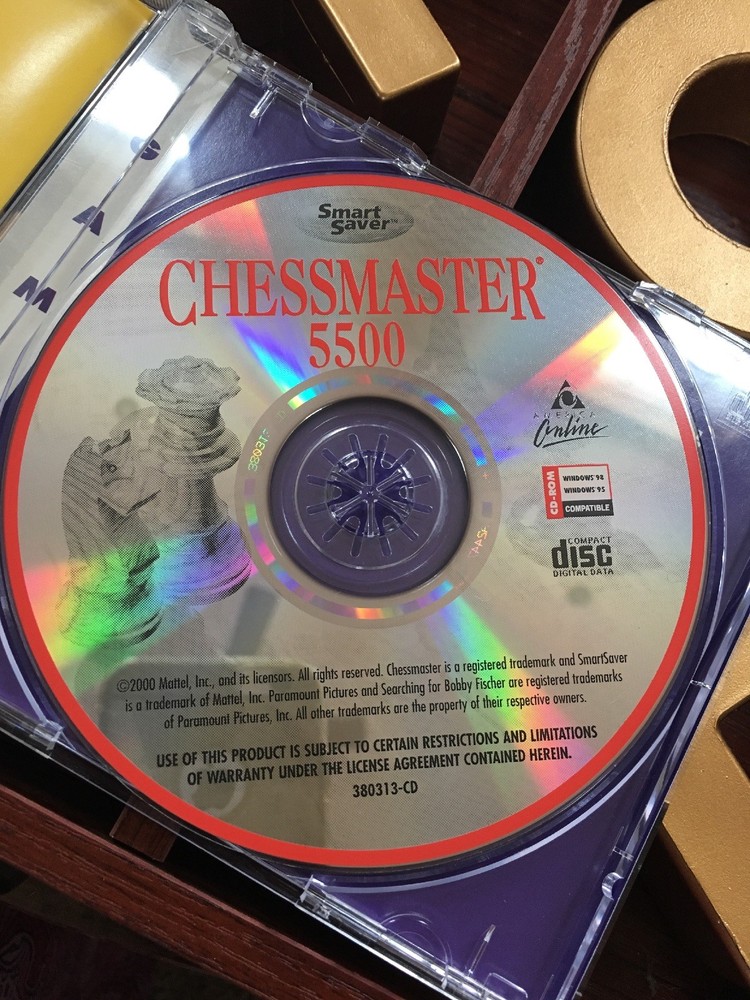 Smart
Saver™
CHESSMASTER®
5500
AMERICA
Online
CD-ROM
WINDOWS 98
WINDOWS 95
COMPATIBLE
COMPACT
disc
DIGITAL DATA
©2000 Mattel, Inc., and its licensors. All rights reserved. Chessmaster is a registered trademark and SmartSaver
is a trademark of Mattel, Inc. Paramount Pictures and Searching for Bobby Fischer are registered trademarks
of Paramount Pictures, Inc. All other trademarks are the property of their respective owners.
USE OF THIS PRODUCT IS SUBJECT TO CERTAIN RESTRICTIONS AND LIMITATIONS
OF WARRANTY UNDER THE LICENSE AGREEMENT CONTAINED HEREIN.
380313-CD